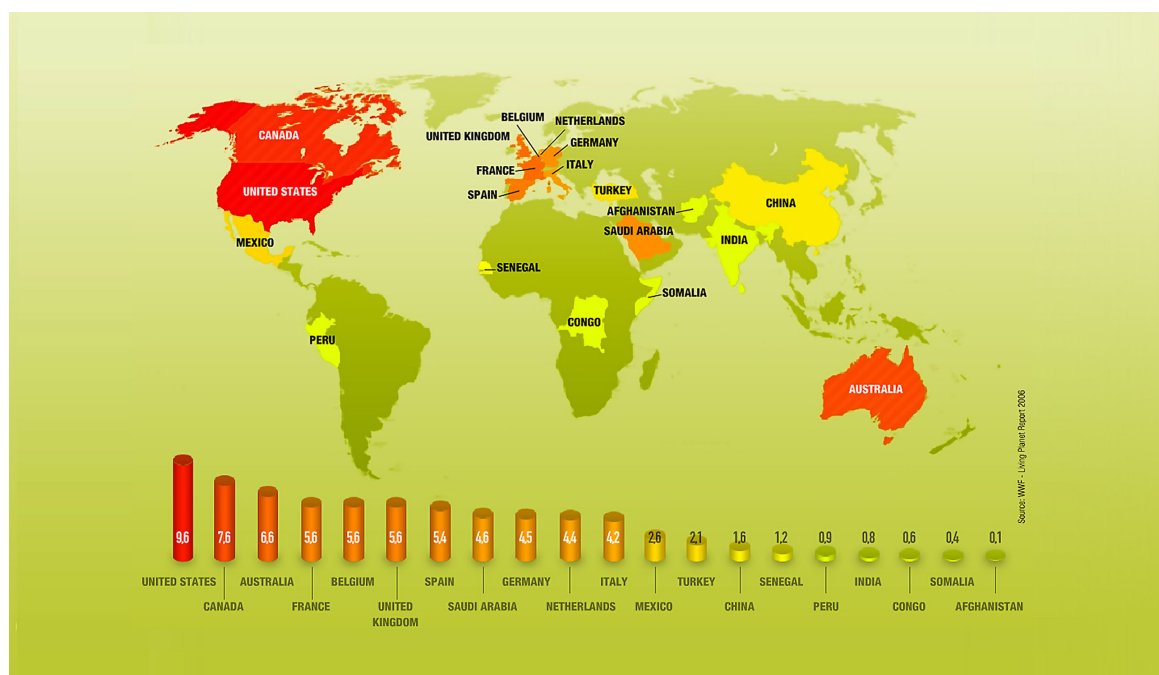 BELGIUM
NETHERLANDS
UNITED KINGDOM
GERMANY
CANADA
FRANCE
ITALY
UNITED STATES
SPAIN
TURKEY
CHINA
AFGHANISTAN
SAUDI ARABIA
MEXICO
INDIA
SENEGAL
SOMALIA
CONGO
PERU
AUSTRALIA
Source: WWF - Living Planet Report 2006
9,6 7,6 6,6 5,6 5,6 5,6 5,4 4,6 4,5 4,4 4,2 2,6 2,1 1,6 1,2 0,9 0,8 0,6 0,4 0,1
UNITED STATES AUSTRALIA BELGIUM SPAIN GERMANY ITALY TURKEY SENEGAL INDIA SOMALIA
CANADA FRANCE UNITED SAUDI ARABIA NETHERLANDS MEXICO CHINA PERU CONGO AFGHANISTAN
KINGDOM